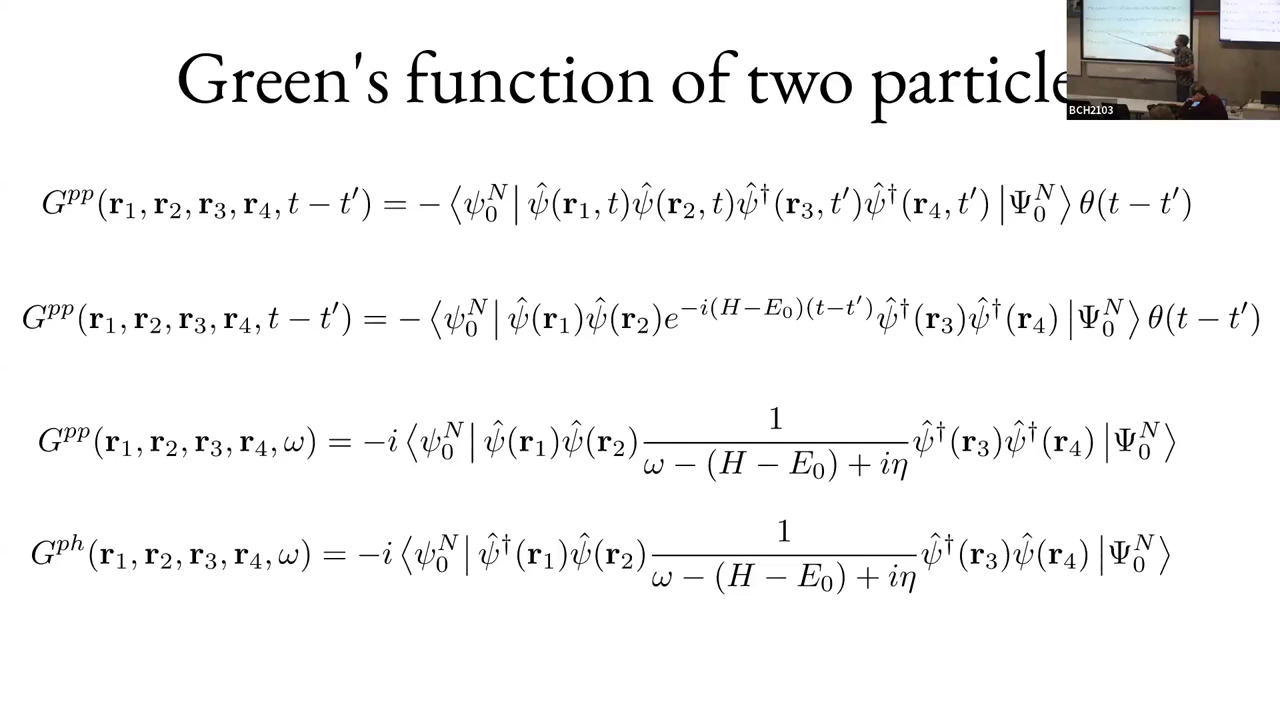 Green's function of two particle
BCH2103
G^{pp}(𝐫_1, 𝐫_2, 𝐫_3, 𝐫_4, t − t′) = − ⟨ψ_0^N| ψ̂(𝐫_1, t)ψ̂(𝐫_2, t)ψ̂^†(𝐫_3, t′)ψ̂^†(𝐫_4, t′) |Ψ_0^N⟩ θ(t − t′)
G^{pp}(𝐫_1, 𝐫_2, 𝐫_3, 𝐫_4, t − t′) = − ⟨ψ_0^N| ψ̂(𝐫_1)ψ̂(𝐫_2)e^{−i(H−E_0)(t−t′)}ψ̂^†(𝐫_3)ψ̂^†(𝐫_4) |Ψ_0^N⟩ θ(t − t′)
G^{pp}(𝐫_1, 𝐫_2, 𝐫_3, 𝐫_4, ω) = −i ⟨ψ_0^N| ψ̂(𝐫_1)ψ̂(𝐫_2) \frac{1}{ω − (H − E_0) + iη} ψ̂^†(𝐫_3)ψ̂^†(𝐫_4) |Ψ_0^N⟩
G^{ph}(𝐫_1, 𝐫_2, 𝐫_3, 𝐫_4, ω) = −i ⟨ψ_0^N| ψ̂^†(𝐫_1)ψ̂(𝐫_2) \frac{1}{ω − (H − E_0) + iη} ψ̂^†(𝐫_3)ψ̂(𝐫_4) |Ψ_0^N⟩